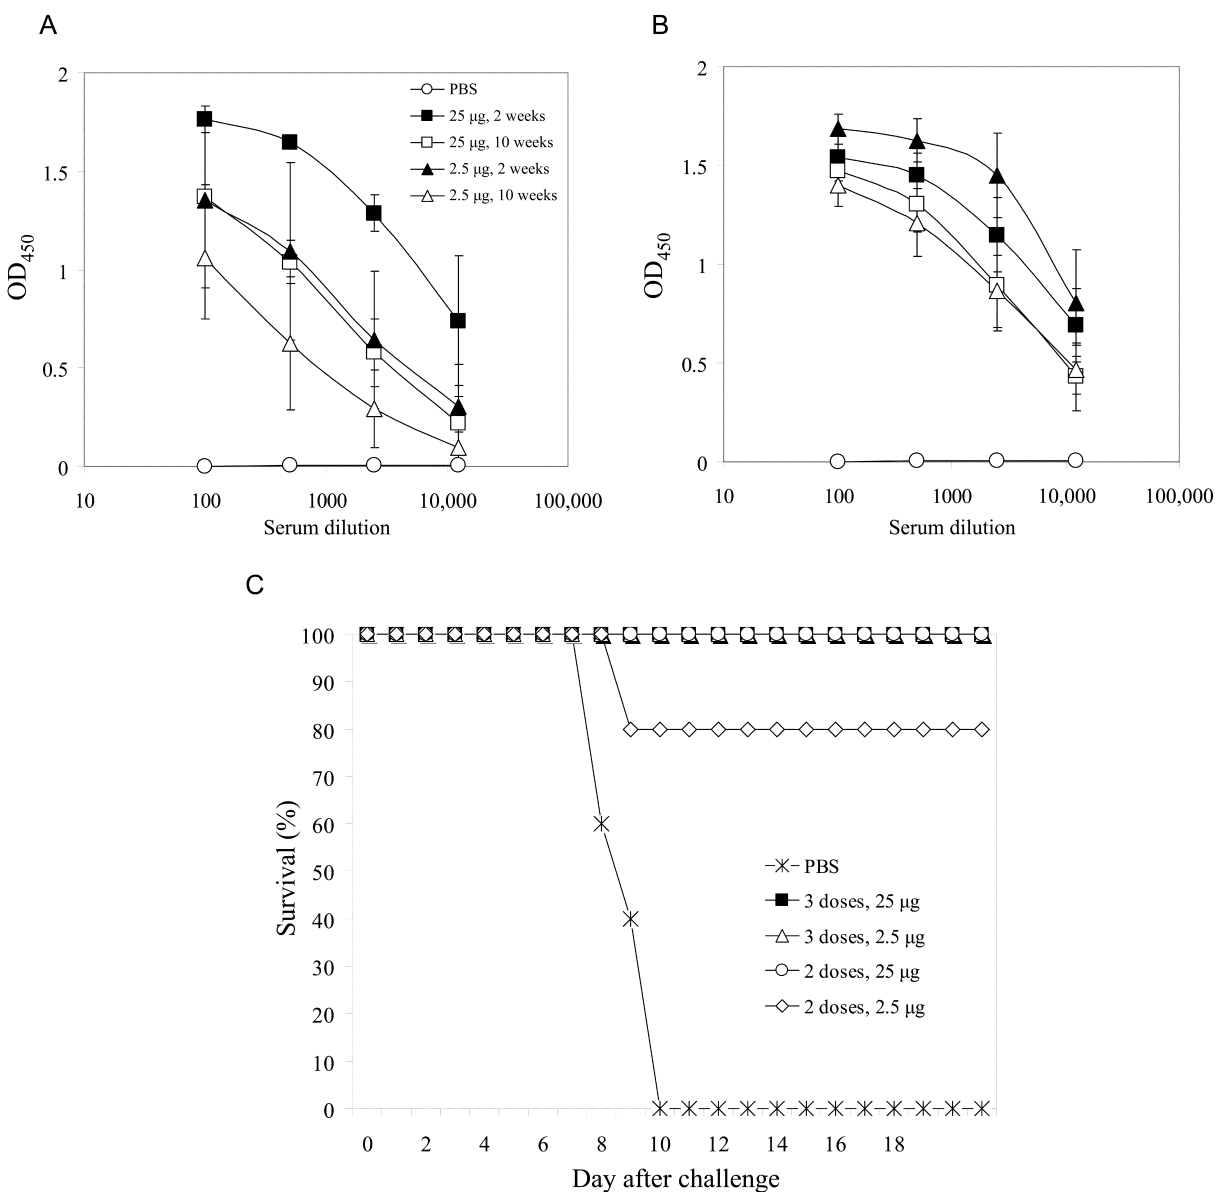 A
B
2
1.5
1
0.5
0
OD450
PBS
25 μg, 2 weeks
25 μg, 10 weeks
2.5 μg, 2 weeks
2.5 μg, 10 weeks
10
100
1000
10,000
100,000
Serum dilution
2
1.5
1
0.5
0
OD450
10
100
1000
10,000
100,000
Serum dilution
C
100
90
80
70
60
50
40
30
20
10
0
Survival (%)
PBS
3 doses, 25 μg
3 doses, 2.5 μg
2 doses, 25 μg
2 doses, 2.5 μg
0
2
4
6
8
10
12
14
16
18
Day after challenge